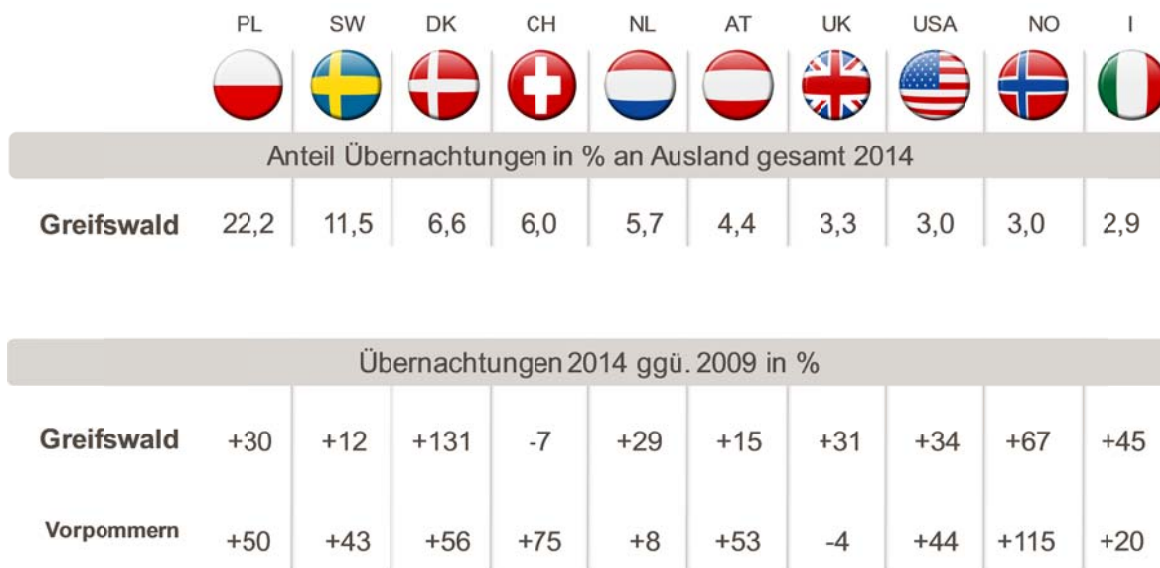 PL SW DK CH NL AT UK USA NO I
Anteil Übernachtungen in % an Ausland gesamt 2014
Greifswald 22,2 11,5 6,6 6,0 5,7 4,4 3,3 3,0 3,0 2,9
Übernachtungen 2014 ggü. 2009 in %
Greifswald +30 +12 +131 -7 +29 +15 +31 +34 +67 +45
Vorpommern +50 +43 +56 +75 +8 +53 -4 +44 +115 +20